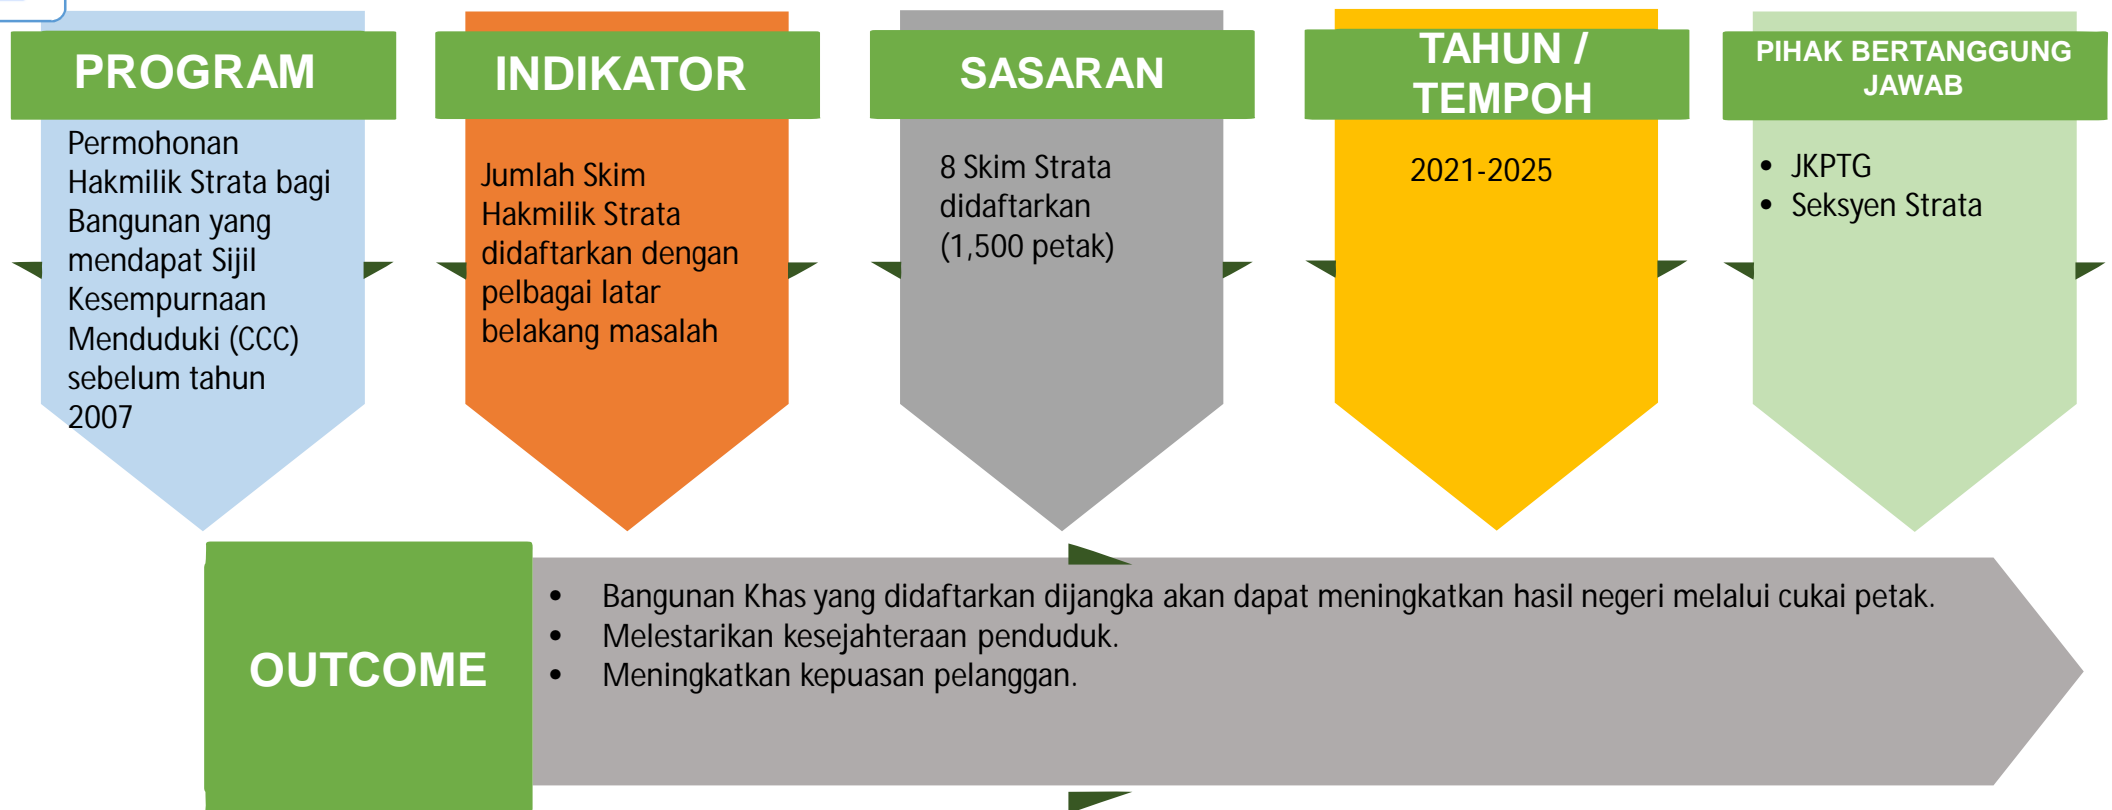 PROGRAM
Permohonan
Hakmilik Strata bagi
Bangunan yang
mendapat Sijil
Kesempurnaan
Menduduki (CCC)
sebelum tahun
2007
INDIKATOR
Jumlah Skim
Hakmilik Strata
didaftarkan dengan
pelbagai latar
belakang masalah
SASARAN
8 Skim Strata
didaftarkan
(1,500 petak)
TAHUN /
TEMPOH
2021-2025
PIHAK BERTANGGUNG
JAWAB
• JKPTG
• Seksyen Strata
OUTCOME
• Bangunan Khas yang didaftarkan dijangka akan dapat meningkatkan hasil negeri melalui cukai petak.
• Melestarikan kesejahteraan penduduk.
• Meningkatkan kepuasan pelanggan.